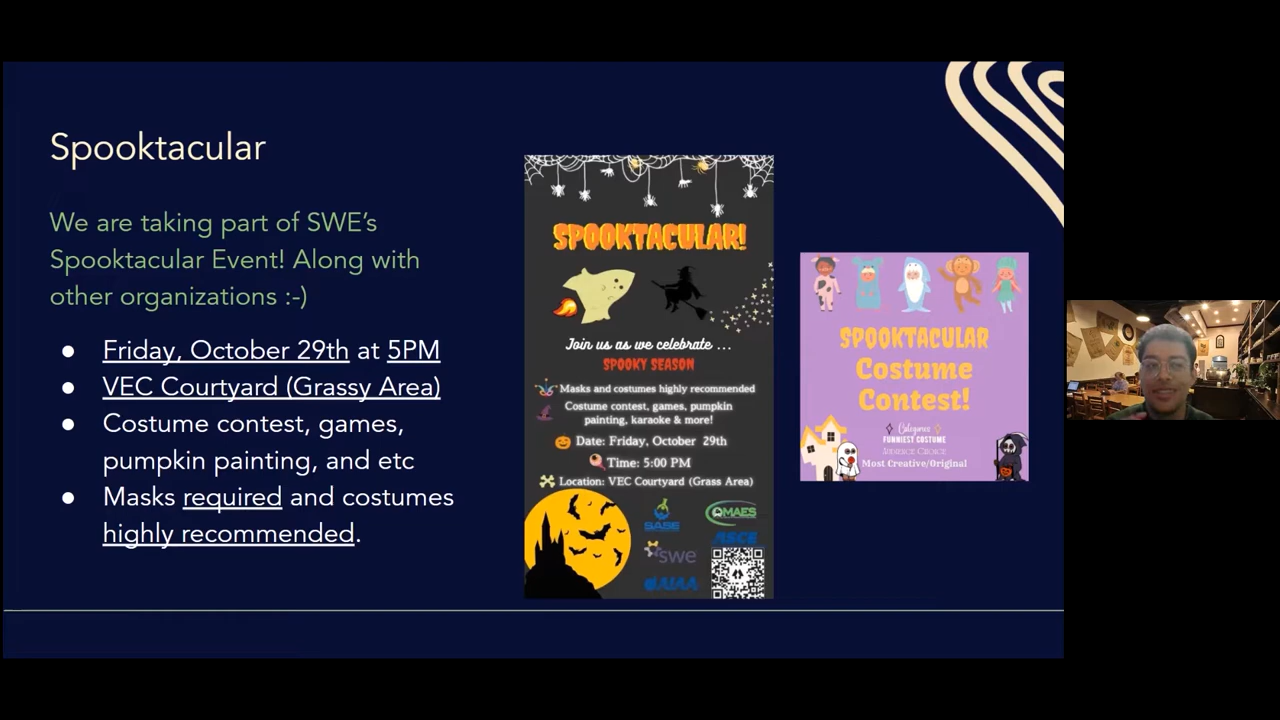 Spooktacular
We are taking part of SWE’s
Spooktacular Event! Along with
other organizations :-)
● Friday, October 29th at 5PM
● VEC Courtyard (Grassy Area)
● Costume contest, games,
pumpkin painting, and etc
● Masks required and costumes
highly recommended.
SPOOKTACULAR!
Join us as we celebrate ...
SPOOKY SEASON
Masks and costumes highly recommended
Costume contest, games, pumpkin
painting, karaoke & more!
Date: Friday, October 29th
Time: 5:00 PM
Location: VEC Courtyard (Grass Area)
SASE
MAES
ASCE
swe
AIAA
SPOOKTACULAR
Costume
Contest!
Categories
FUNNIEST COSTUME
AUDIENCE CHOICE
Most Creative/Original